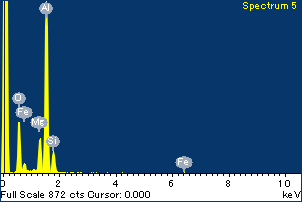 Spectrum 5
Al
O
Fe
Mg
Si
Fe
0 2 4 6 8 10
Full Scale 872 cts Cursor: 0.000 keV